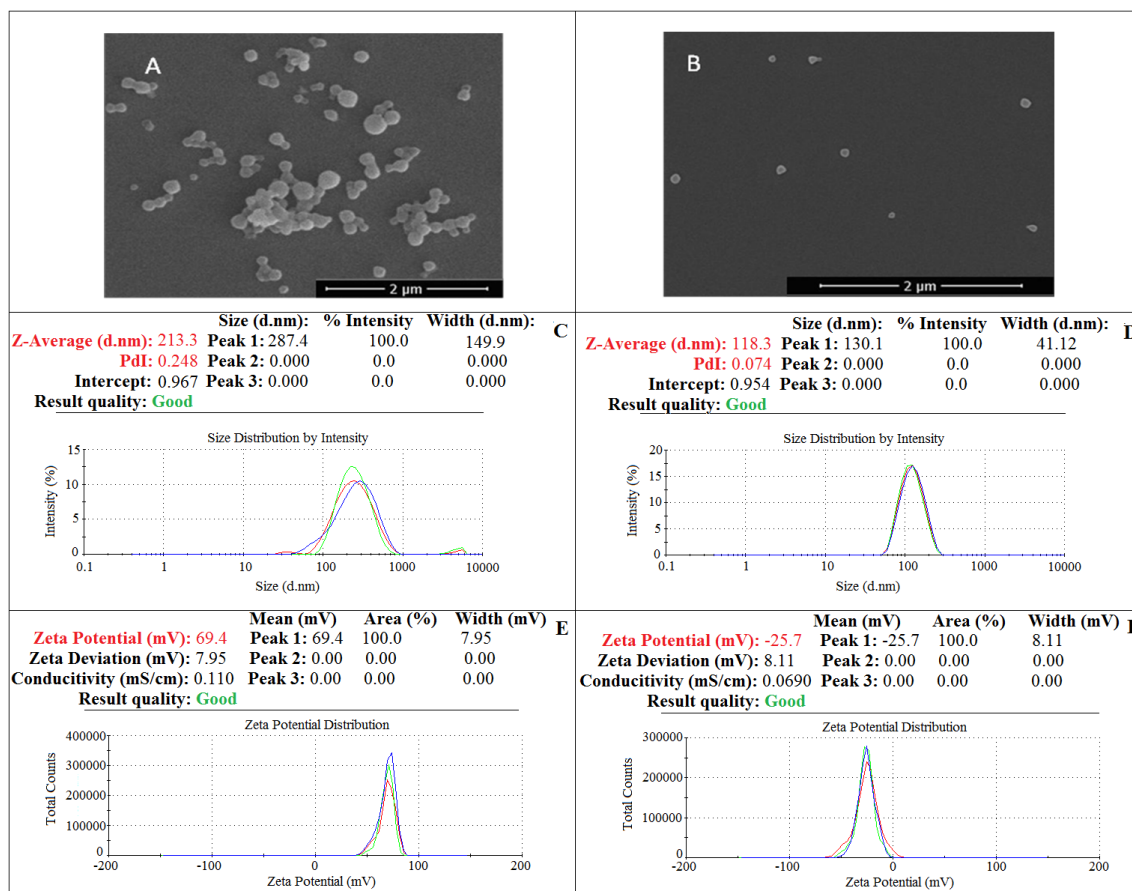 A
2 µm
B
2 µm
Size (d.nm): % Intensity Width (d.nm): C
Z-Average (d.nm): 213.3 Peak 1: 287.4 100.0 149.9
PdI: 0.248 Peak 2: 0.000 0.0 0.000
Intercept: 0.967 Peak 3: 0.000 0.0 0.000
Result quality: Good
Size Distribution by Intensity
Intensity (%)
15
10
5
0
0.1 1 10 100 1000 10000
Size (d.nm)
Size (d.nm): % Intensity Width (d.nm):
Z-Average (d.nm): 118.3 Peak 1: 130.1 100.0 41.12
PdI: 0.074 Peak 2: 0.000 0.0 0.000
Intercept: 0.954 Peak 3: 0.000 0.0 0.000
Result quality: Good
Size Distribution by Intensity
Intensity (%)
20
15
10
5
0
0.1 1 10 100 1000 10000
Size (d.nm)
Mean (mV) Area (%) Width (mV) E
Zeta Potential (mV): 69.4 Peak 1: 69.4 100.0 7.95
Zeta Deviation (mV): 7.95 Peak 2: 0.00 0.00 0.00
Conducitivity (mS/cm): 0.110 Peak 3: 0.00 0.00 0.00
Result quality: Good
Zeta Potential Distribution
Total Counts
400000
300000
200000
100000
0
-200 -100 0 100 200
Zeta Potential (mV)
Mean (mV) Area (%) Width (mV)
Zeta Potential (mV): -25.7 Peak 1: -25.7 100.0 8.11
Zeta Deviation (mV): 8.11 Peak 2: 0.00 0.00 0.00
Conducitivity (mS/cm): 0.0690 Peak 3: 0.00 0.00 0.00
Result quality: Good
Zeta Potential Distribution
Total Counts
300000
200000
100000
0
-200 -100 0 100 200
Zeta Potential (mV)